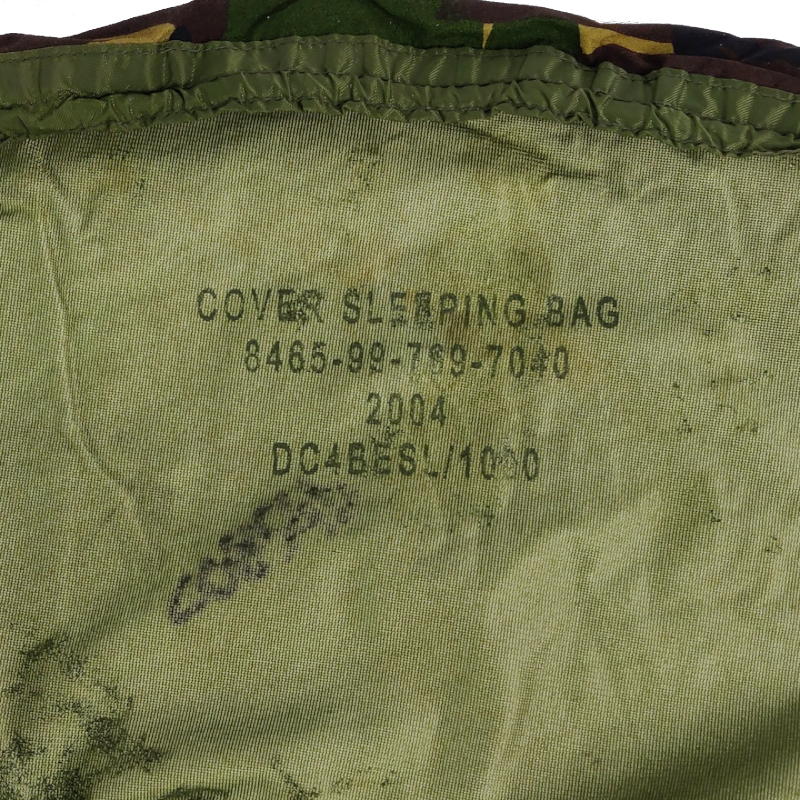 COVER SLEEPING BAG
8465-99-789-7040
2004
DC4BESL/1000